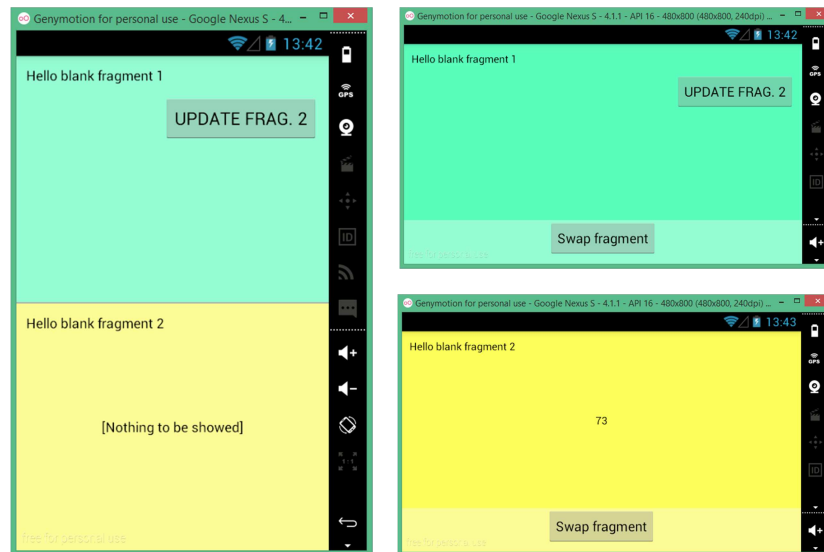 Genymotion for personal use - Google Nexus S - 4...
13:42
Hello blank fragment 1
UPDATE FRAG. 2
GPS
ID
Hello blank fragment 2
[Nothing to be showed]
1:1
free for personal use
Genymotion for personal use - Google Nexus S - 4.1.1 - API 16 - 480x800 (480x800, 240dpi) ...
13:42
Hello blank fragment 1
UPDATE FRAG. 2
GPS
ID
Swap fragment
free for personal use
Genymotion for personal use - Google Nexus S - 4.1.1 - API 16 - 480x800 (480x800, 240dpi) ...
13:43
Hello blank fragment 2
GPS
73
ID
Swap fragment
free for personal use